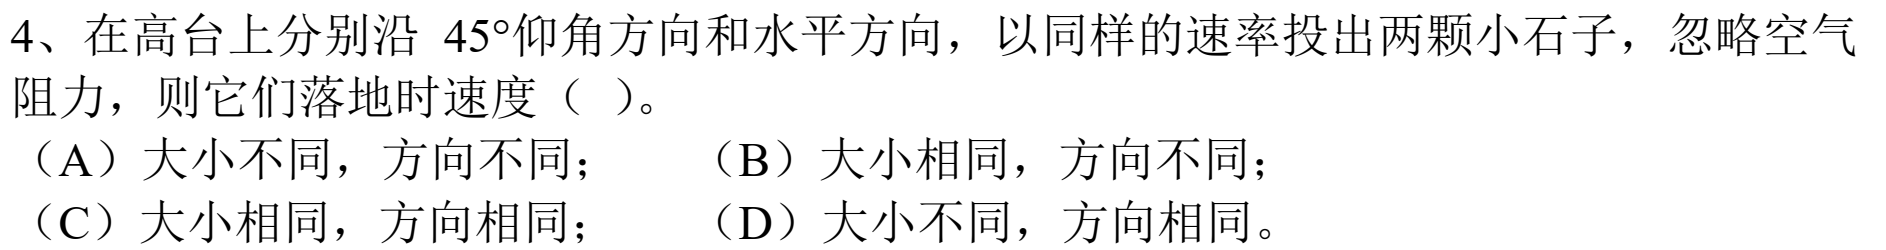 4、在高台上分别沿 45°仰角方向和水平方向，以同样的速率投出两颗小石子，忽略空气
阻力，则它们落地时速度（ ）。
（A）大小不同，方向不同； （B）大小相同，方向不同；
（C）大小相同，方向相同； （D）大小不同，方向相同。